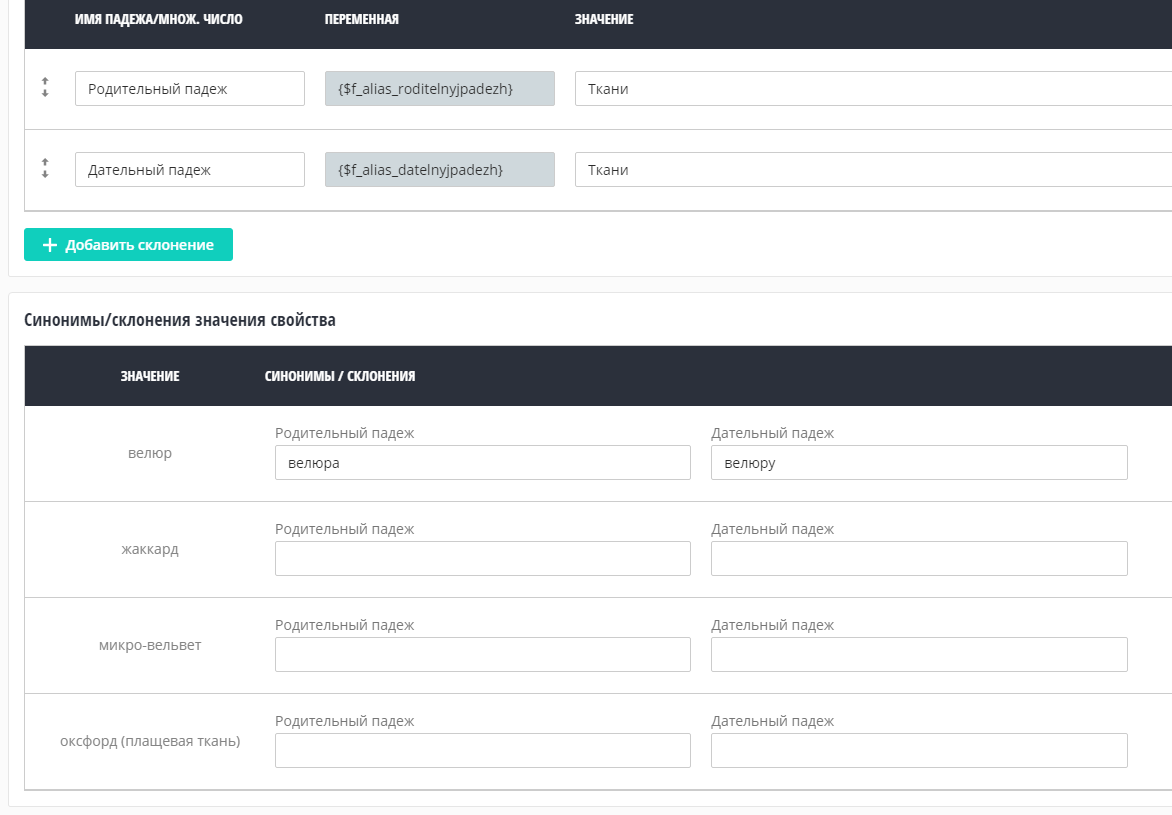 ИМЯ ПАДЕЖА/МНОЖ. ЧИСЛО ПЕРЕМЕННАЯ ЗНАЧЕНИЕ
Родительный падеж {$f_alias_roditelnyjpadezh} Ткани
Дательный падеж {$f_alias_datelnyjpadezh} Ткани
+ Добавить склонение
Синонимы/склонения значения свойства
ЗНАЧЕНИЕ СИНОНИМЫ / СКЛОНЕНИЯ
Родительный падеж Дательный падеж
велюр велюра велюру
Родительный падеж Дательный падеж
жаккард
Родительный падеж Дательный падеж
микро-вельвет
Родительный падеж Дательный падеж
оксфорд (плащевая ткань)